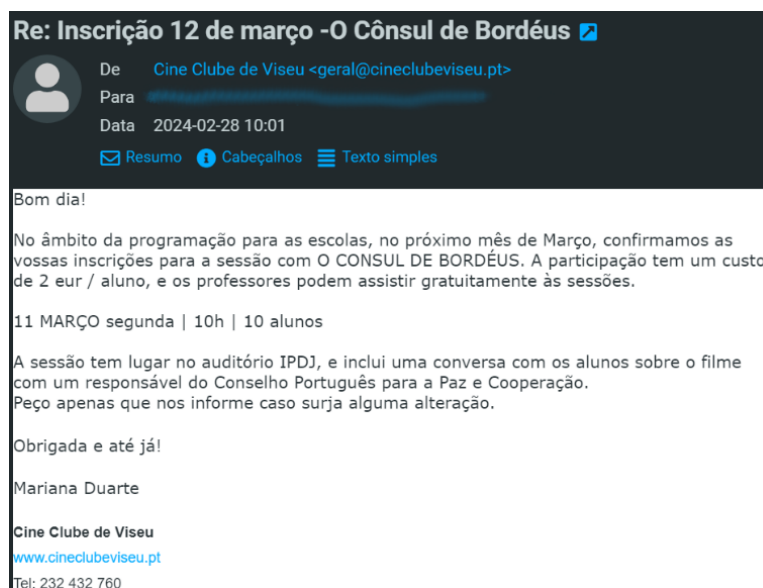 Re: Inscrição 12 de março -O Cônsul de Bordéus
De Cine Clube de Viseu <geral@cineclubeviseu.pt>
Para
Data 2024-02-28 10:01
Resumo Cabeçalhos Texto simples
Bom dia!
No âmbito da programação para as escolas, no próximo mês de Março, confirmamos as
vossas inscrições para a sessão com O CONSUL DE BORDÉUS. A participação tem um custo
de 2 eur / aluno, e os professores podem assistir gratuitamente às sessões.
11 MARÇO segunda | 10h | 10 alunos
A sessão tem lugar no auditório IPDJ, e inclui uma conversa com os alunos sobre o filme
com um responsável do Conselho Português para a Paz e Cooperação.
Peço apenas que nos informe caso surja alguma alteração.
Obrigada e até já!
Mariana Duarte
Cine Clube de Viseu
www.cineclubeviseu.pt
Tel: 232 432 760